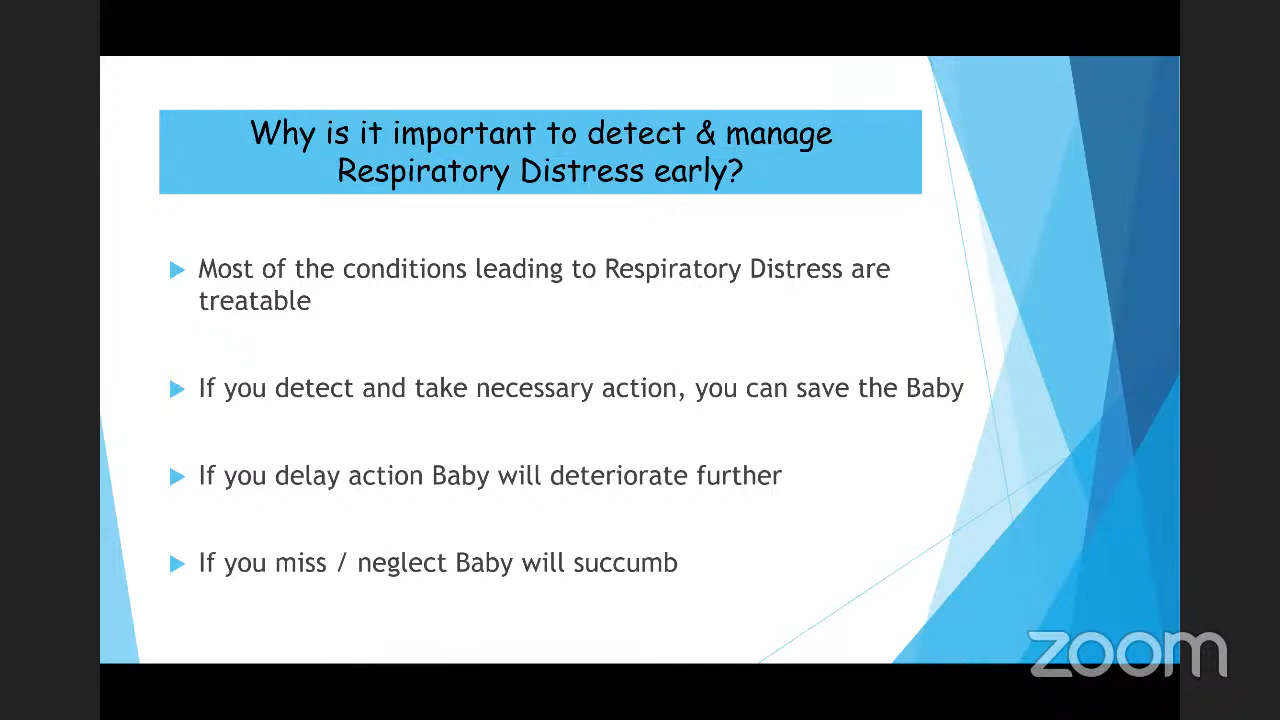 Why is it important to detect & manage
Respiratory Distress early?
Most of the conditions leading to Respiratory Distress are
treatable
If you detect and take necessary action, you can save the Baby
If you delay action Baby will deteriorate further
If you miss / neglect Baby will succumb
zoom